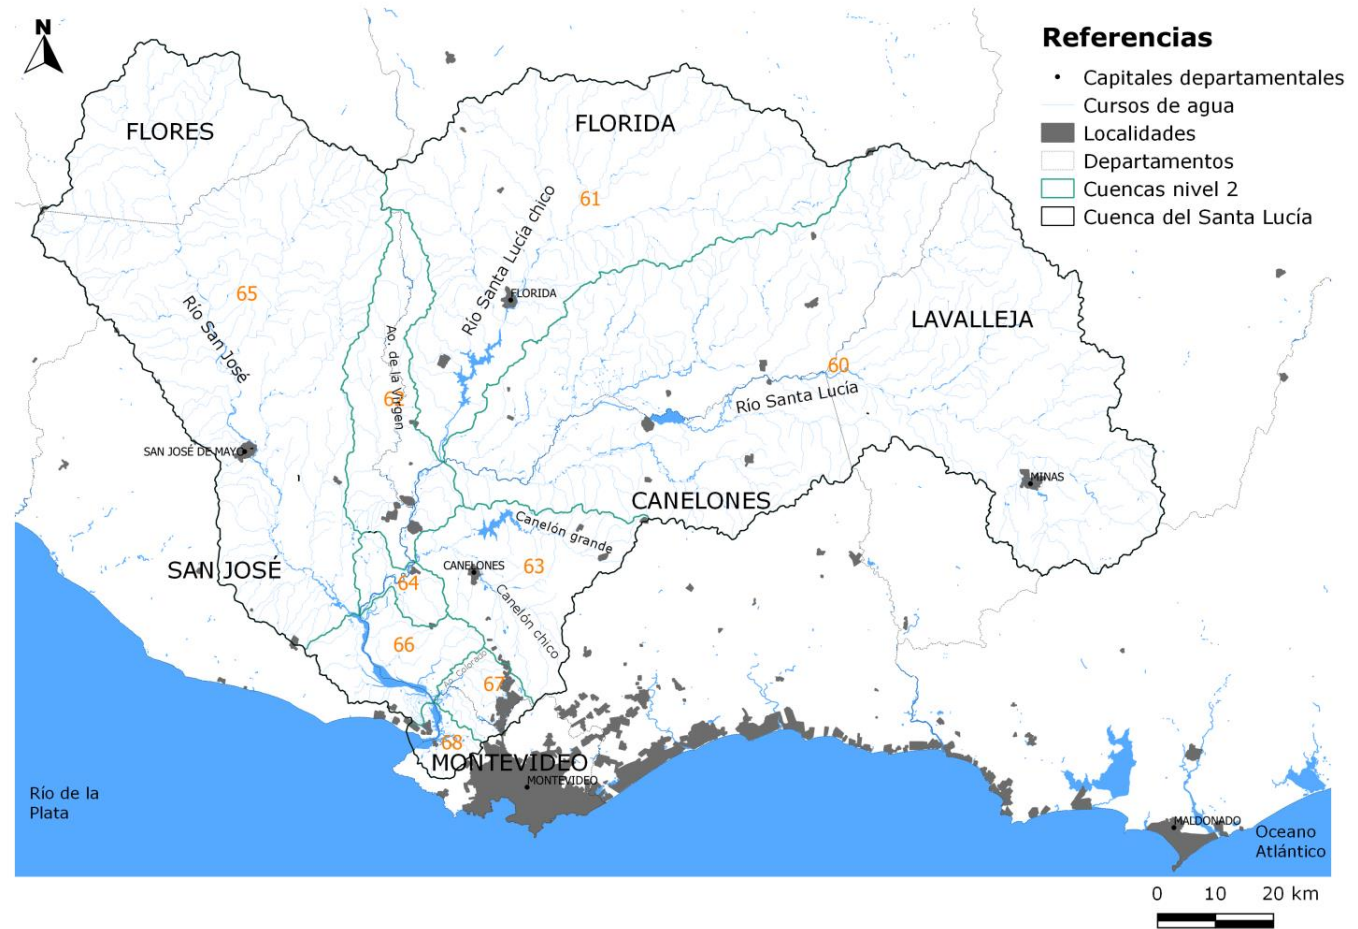 N
Referencias
Capitales departamentales
Cursos de agua
Localidades
Departamentos
Cuencas nivel 2
Cuenca del Santa Lucía
FLORES
FLORIDA
61
Río Santa Lucía chico
65
Río San José
FLORIDA
LAVALLEJA
Ao. de la Virgen
60
Río Santa Lucía
SAN JOSÉ DE MAYO
MINAS
CANELONES
Canelón grande
SAN JOSÉ
CANELONES
63
64
Canelón chico
66
Colorado
67
68
MONTEVIDEO
MONTEVIDEO
Río de la
Plata
MALDONADO
Oceano
Atlántico
0 10 20 km